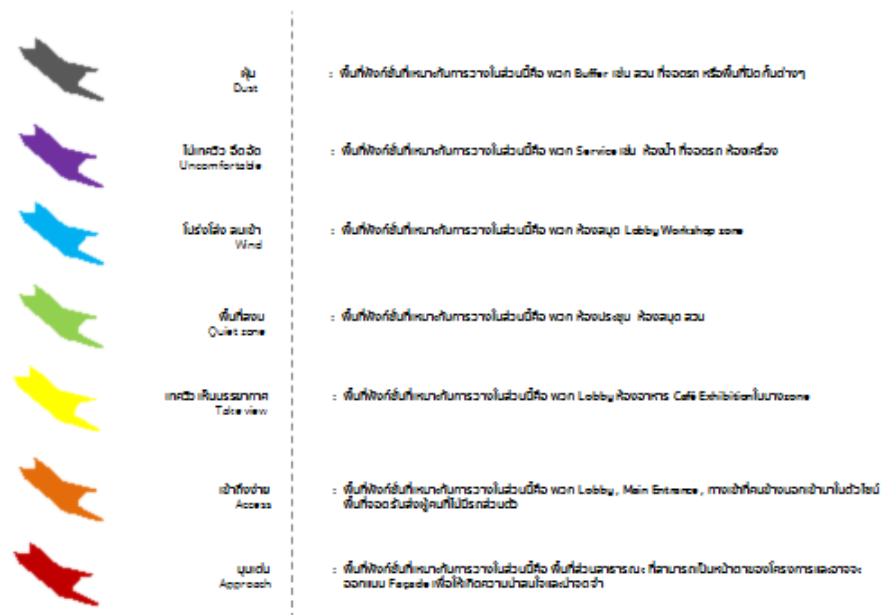 ฝุ่น
Dust
: พื้นที่ฟังก์ชั่นที่เหมาะกับการวางในส่วนนี้คือ พวก Buffer เช่น สวน ที่จอดรถ หรือพื้นที่ปิดกั้นต่างๆ
ไม่เทควิว อึดอัด
Uncomfortable
: พื้นที่ฟังก์ชั่นที่เหมาะกับการวางในส่วนนี้คือ พวก Service เช่น ห้องน้ำ ที่จอดรถ ห้องเครื่อง
โปร่งโล่ง ลมเข้า
Wind
: พื้นที่ฟังก์ชั่นที่เหมาะกับการวางในส่วนนี้คือ พวก ห้องสมุด Lobby Workshop zone
พื้นที่สงบ
Quiet zone
: พื้นที่ฟังก์ชั่นที่เหมาะกับการวางในส่วนนี้คือ พวก ห้องประชุม ห้องสมุด สวน
เทควิว เห็นบรรยากาศ
Take view
: พื้นที่ฟังก์ชั่นที่เหมาะกับการวางในส่วนนี้คือ พวก Lobby ห้องอาหาร Café Exhibitionในบางzone
เข้าถึงง่าย
Access
: พื้นที่ฟังก์ชั่นที่เหมาะกับการวางในส่วนนี้คือ พวก Lobby , Main Entrance , ทางเข้าที่คนข้างนอกเข้ามาในตัวไซน์
พื้นที่จอดรับส่งผู้คนที่ไม่มีรถส่วนตัว
มุมเด่น
Approach
: พื้นที่ฟังก์ชั่นที่เหมาะกับการวางในส่วนนี้คือ พื้นที่ส่วนสาธารณะ ที่สามารถเป็นหน้าตาของโครงการและอาจจะ
ออกแบบ Façade เพื่อให้เกิดความน่าสนใจและน่าจดจำ